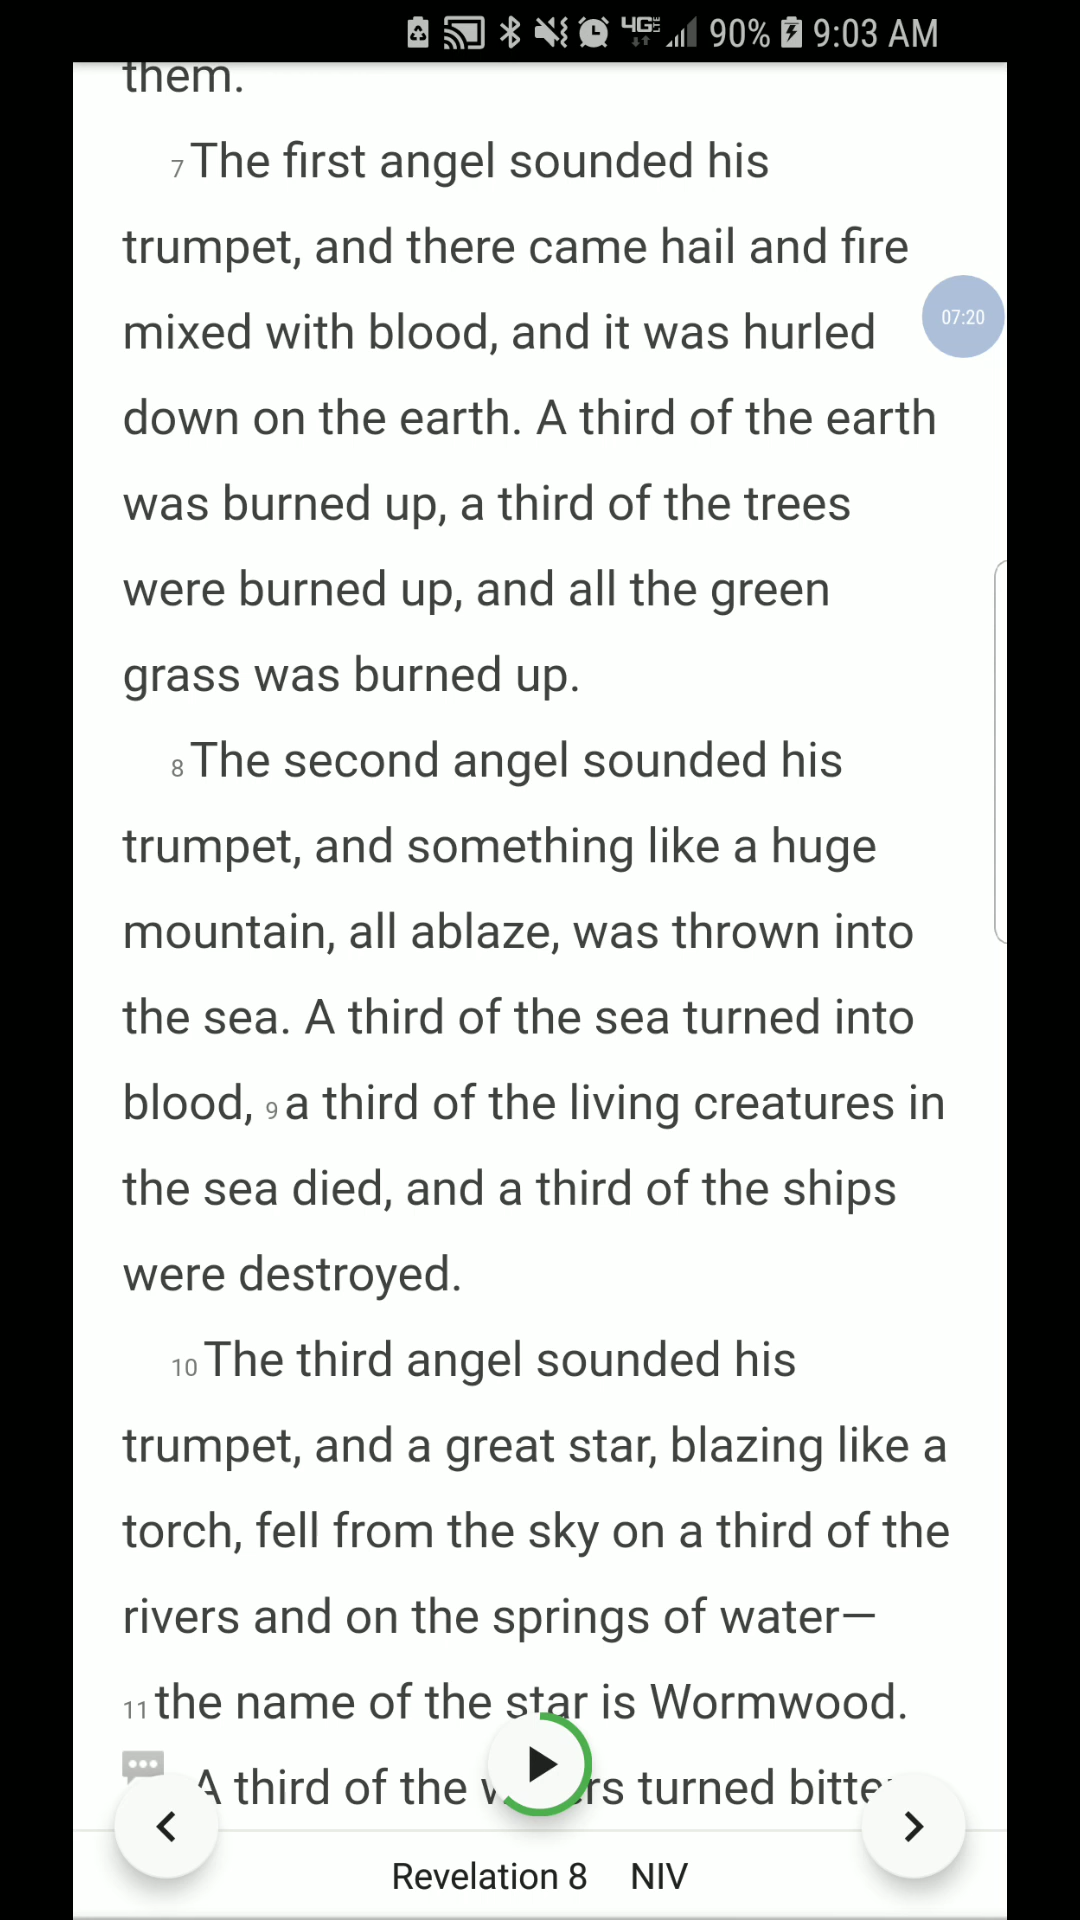 4G LTE 90% 9:03 AM
them.
7 The first angel sounded his
trumpet, and there came hail and fire
mixed with blood, and it was hurled
07:20
down on the earth. A third of the earth
was burned up, a third of the trees
were burned up, and all the green
grass was burned up.
8 The second angel sounded his
trumpet, and something like a huge
mountain, all ablaze, was thrown into
the sea. A third of the sea turned into
blood, 9 a third of the living creatures in
the sea died, and a third of the ships
were destroyed.
10 The third angel sounded his
trumpet, and a great star, blazing like a
torch, fell from the sky on a third of the
rivers and on the springs of water—
11 the name of the star is Wormwood.
A third of the turned
Revelation 8 NIV